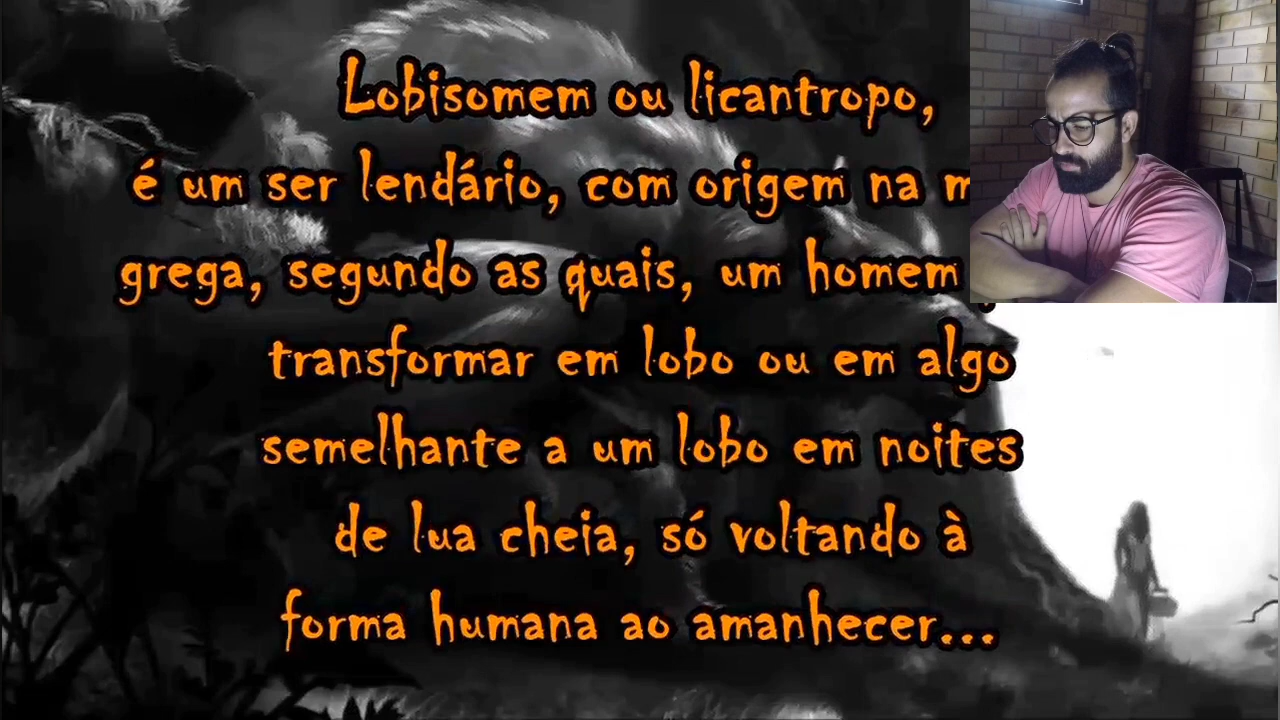 Lobisomem ou licantropo,
é um ser lendário, com origem na
grega, segundo as quais, um homem
transformar em lobo ou em algo
semelhante a um lobo em noites
de lua cheia, só voltando à
forma humana ao amanhecer...